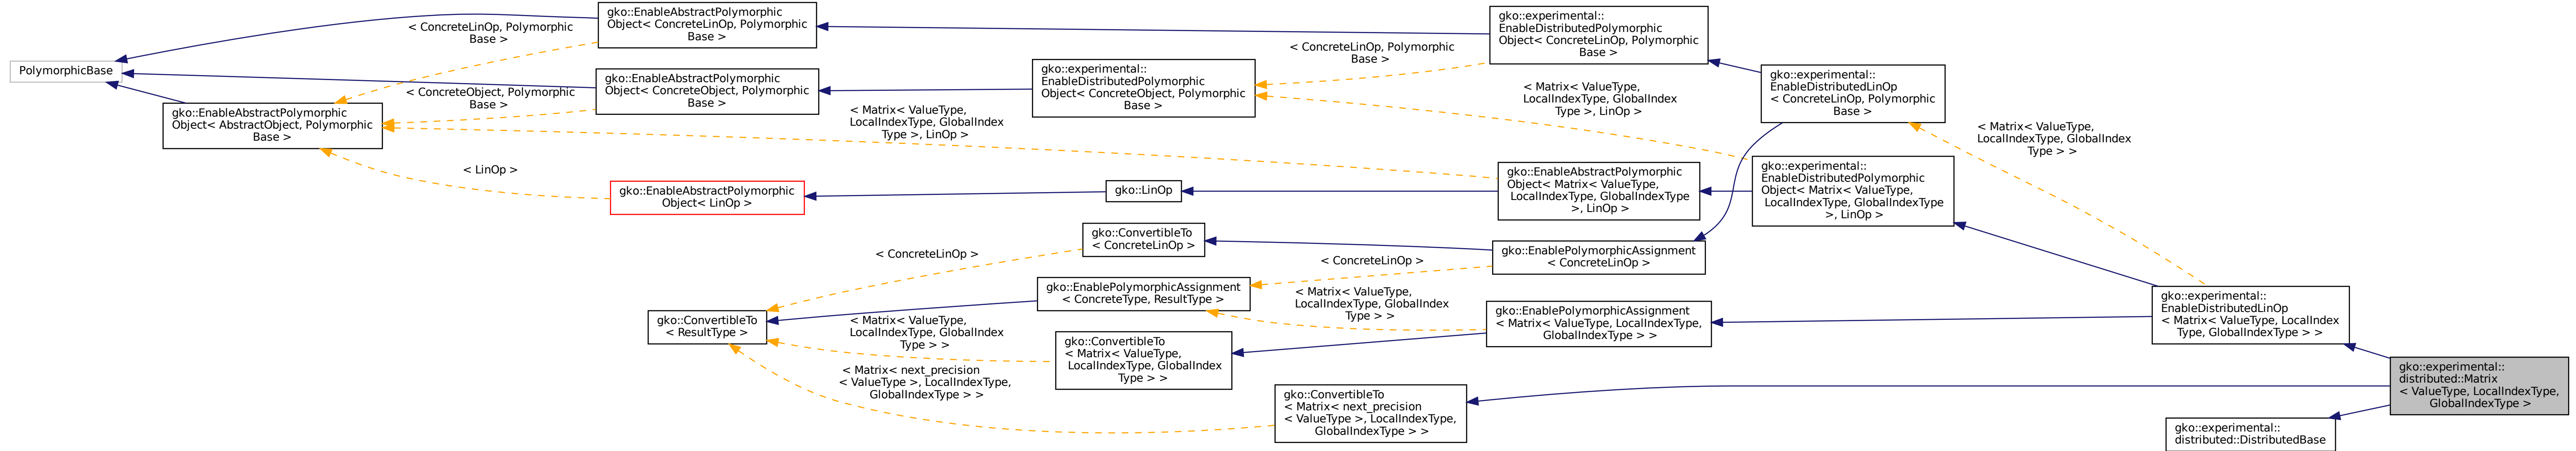 PolymorphicBase
gko::EnableAbstractPolymorphic
Object< AbstractObject, Polymorphic
Base >
< ConcreteLinOp, Polymorphic
Base >
< ConcreteObject, Polymorphic
Base >
< LinOp >
gko::EnableAbstractPolymorphic
Object< ConcreteLinOp, Polymorphic
Base >
gko::EnableAbstractPolymorphic
Object< ConcreteObject, Polymorphic
Base >
gko::EnableAbstractPolymorphic
Object< LinOp >
gko::ConvertibleTo
< ResultType >
< Matrix< ValueType,
LocalIndexType, GlobalIndex
Type >, LinOp >
< ConcreteLinOp >
< Matrix< ValueType,
LocalIndexType, GlobalIndex
Type > >
< Matrix< next_precision
< ValueType >, LocalIndexType,
GlobalIndexType > >
gko::experimental::
EnableDistributedPolymorphic
Object< ConcreteObject, Polymorphic
Base >
gko::LinOp
gko::ConvertibleTo
< ConcreteLinOp >
gko::EnablePolymorphicAssignment
< ConcreteType, ResultType >
gko::ConvertibleTo
< Matrix< ValueType,
LocalIndexType, GlobalIndex
Type > >
gko::ConvertibleTo
< Matrix< next_precision
< ValueType >, LocalIndexType,
GlobalIndexType > >
< ConcreteLinOp, Polymorphic
Base >
< ConcreteLinOp >
< Matrix< ValueType,
LocalIndexType, GlobalIndex
Type > >
gko::experimental::
EnableDistributedPolymorphic
Object< ConcreteLinOp, Polymorphic
Base >
< Matrix< ValueType,
LocalIndexType, GlobalIndex
Type >, LinOp >
gko::EnableAbstractPolymorphic
Object< Matrix< ValueType,
LocalIndexType, GlobalIndexType
>, LinOp >
gko::EnablePolymorphicAssignment
< ConcreteLinOp >
gko::EnablePolymorphicAssignment
< Matrix< ValueType, LocalIndexType,
GlobalIndexType > >
gko::experimental::
EnableDistributedLinOp
< ConcreteLinOp, Polymorphic
Base >
gko::experimental::
EnableDistributedPolymorphic
Object< Matrix< ValueType,
LocalIndexType, GlobalIndexType
>, LinOp >
< Matrix< ValueType,
LocalIndexType, GlobalIndex
Type > >
gko::experimental::
EnableDistributedLinOp
< Matrix< ValueType, LocalIndex
Type, GlobalIndexType > >
gko::experimental::
distributed::DistributedBase
gko::experimental::
distributed::Matrix
< ValueType, LocalIndexType,
GlobalIndexType >